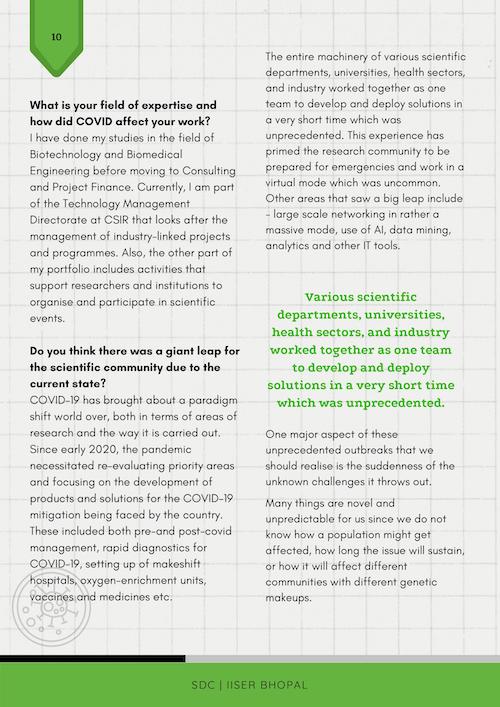 10
What is your field of expertise and
how did COVID affect your work?
I have done my studies in the field of
Biotechnology and Biomedical
Engineering before moving to Consulting
and Project Finance. Currently, I am part
of the Technology Management
Directorate at CSIR that looks after the
management of industry-linked projects
and programmes. Also, the other part of
my portfolio includes activities that
support researchers and institutions to
organise and participate in scientific
events.
Do you think there was a giant leap for
the scientific community due to the
current state?
COVID-19 has brought about a paradigm
shift world over, both in terms of areas of
research and the way it is carried out.
Since early 2020, the pandemic
necessitated re-evaluating priority areas
and focusing on the development of
products and solutions for the COVID-19
mitigation being faced by the country.
These included both pre-and post-covid
management, rapid diagnostics for
COVID-19, setting up of makeshift
hospitals, oxygen-enrichment units,
vaccines and medicines etc.
The entire machinery of various scientific
departments, universities, health sectors,
and industry worked together as one
team to develop and deploy solutions in
a very short time which was
unprecedented. This experience has
primed the research community to be
prepared for emergencies and work in a
virtual mode which was uncommon.
Other areas that saw a big leap include
- large scale networking in rather a
massive mode, use of AI, data mining,
analytics and other IT tools.
Various scientific
departments, universities,
health sectors, and industry
worked together as one team
to develop and deploy
solutions in a very short time
which was unprecedented.
One major aspect of these
unprecedented outbreaks that we
should realise is the suddenness of the
unknown challenges it throws out.
Many things are novel and
unpredictable for us since we do not
know how a population might get
affected, how long the issue will sustain,
or how it will affect different
communities with different genetic
makeups.
SDC | IISER BHOPAL